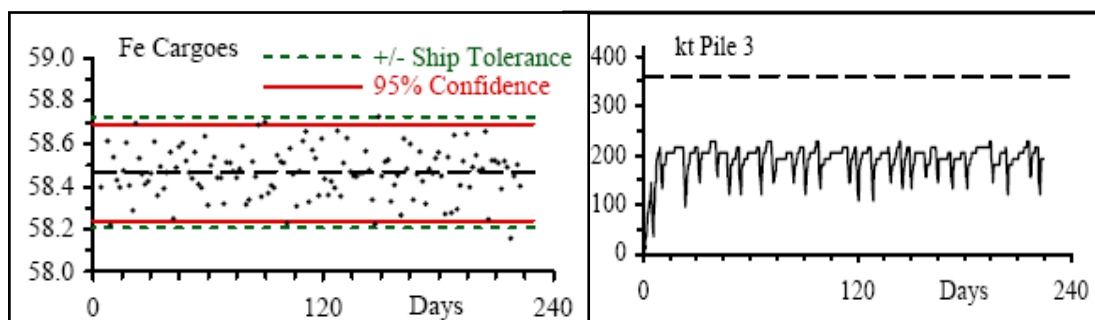 Fe Cargoes
+/- Ship Tolerance
95% Confidence
59.0
58.8
58.6
58.4
58.2
58.0
0
120
Days
240
kt Pile 3
400
300
200
100
0
0
120
Days
240